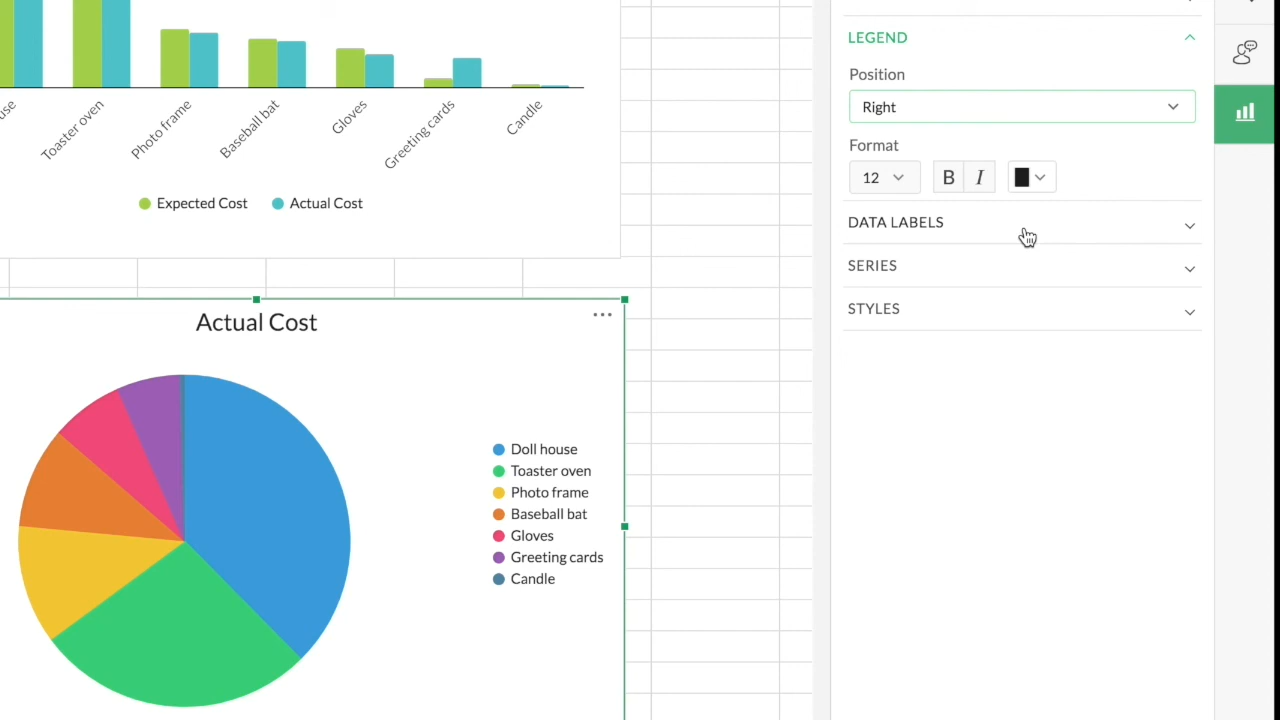 use
Toaster oven
Photo frame
Baseball bat
Gloves
Greeting cards
Candle
Expected Cost
Actual Cost
Actual Cost
Doll house
Toaster oven
Photo frame
Baseball bat
Gloves
Greeting cards
Candle
LEGEND
Position
Right
Format
12 B I
DATA LABELS
SERIES
STYLES